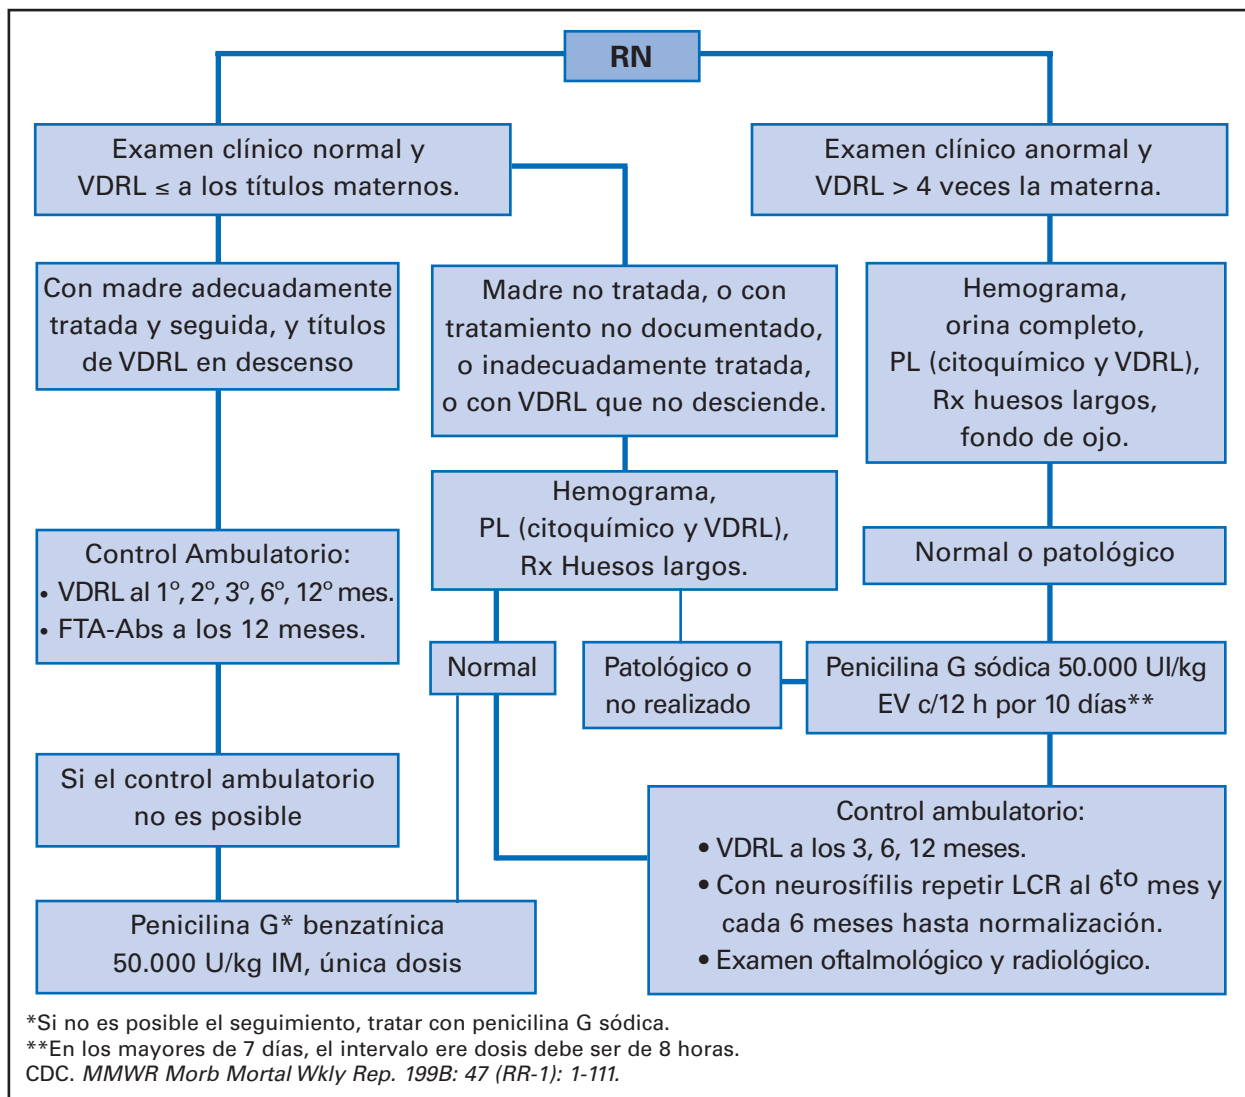 RN
Examen clínico normal y
VDRL ≤ a los títulos maternos.
Examen clínico anormal y
VDRL > 4 veces la materna.
Con madre adecuadamente
tratada y seguida, y títulos
de VDRL en descenso
Madre no tratada, o con
tratamiento no documentado,
o inadecuadamente tratada,
o con VDRL que no desciende.
Hemograma,
orina completo,
PL (citoquímico y VDRL),
Rx huesos largos,
fondo de ojo.
Hemograma,
PL (citoquímico y VDRL),
Rx Huesos largos.
Control Ambulatorio:
• VDRL al 1º, 2º, 3º, 6º, 12º mes.
• FTA-Abs a los 12 meses.
Normal o patológico
Normal
Patológico o
no realizado
Penicilina G sódica 50.000 UI/kg
EV c/12 h por 10 días**
Si el control ambulatorio
no es posible
Control ambulatorio:
• VDRL a los 3, 6, 12 meses.
• Con neurosífilis repetir LCR al 6to mes y
cada 6 meses hasta normalización.
• Examen oftalmológico y radiológico.
Penicilina G* benzatínica
50.000 U/kg IM, única dosis
*Si no es posible el seguimiento, tratar con penicilina G sódica.
**En los mayores de 7 días, el intervalo ere dosis debe ser de 8 horas.
CDC. MMWR Morb Mortal Wkly Rep. 199B: 47 (RR-1): 1-111.